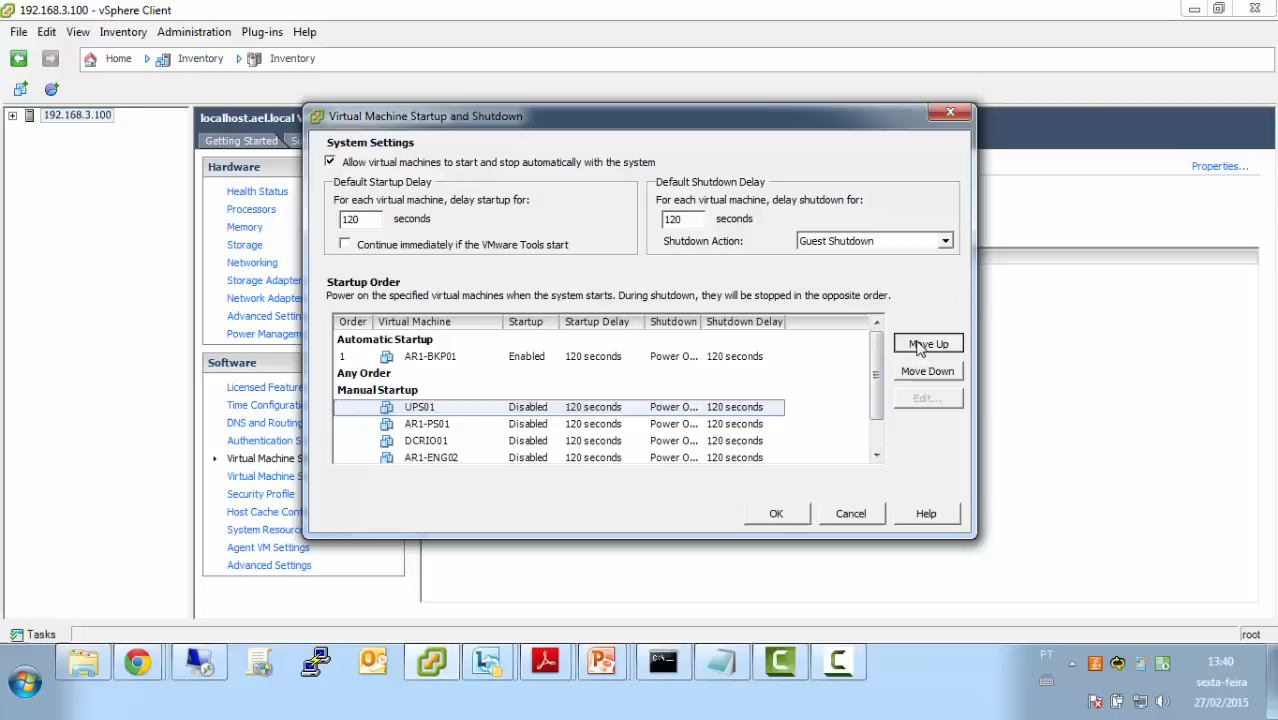 192.168.3.100 - vSphere Client
File Edit View Inventory Administration Plug-ins Help
Home Inventory Inventory
192.168.3.100
localhost.ael.local V
Getting Started Su
Hardware
Health Status
Processors
Memory
Storage
Networking
Storage Adapter
Network Adapte
Advanced Settin
Power Managem
Software
Licensed Feature
Time Configurati
DNS and Routing
Authentication S
Virtual Machine S
Virtual Machine S
Security Profile
Host Cache Conf
System Resource
Agent VM Settings
Advanced Settings
Properties...
Virtual Machine Startup and Shutdown
System Settings
Allow virtual machines to start and stop automatically with the system
Default Startup Delay
For each virtual machine, delay startup for:
120 seconds
Continue immediately if the VMware Tools start
Default Shutdown Delay
For each virtual machine, delay shutdown for:
120 seconds
Shutdown Action: Guest Shutdown
Startup Order
Power on the specified virtual machines when the system starts. During shutdown, they will be stopped in the opposite order.
Order Virtual Machine Startup Startup Delay Shutdown Shutdown Delay
Automatic Startup
1 AR1-BKP01 Enabled 120 seconds Power O... 120 seconds
Any Order
Manual Startup
UPS01 Disabled 120 seconds Power O... 120 seconds
AR1-PS01 Disabled 120 seconds Power O... 120 seconds
DCRIO01 Disabled 120 seconds Power O... 120 seconds
AR1-ENG02 Disabled 120 seconds Power O... 120 seconds
Move Up
Move Down
Edit...
OK Cancel Help
Tasks root
PT
13:40
sexta-feira
27/02/2015